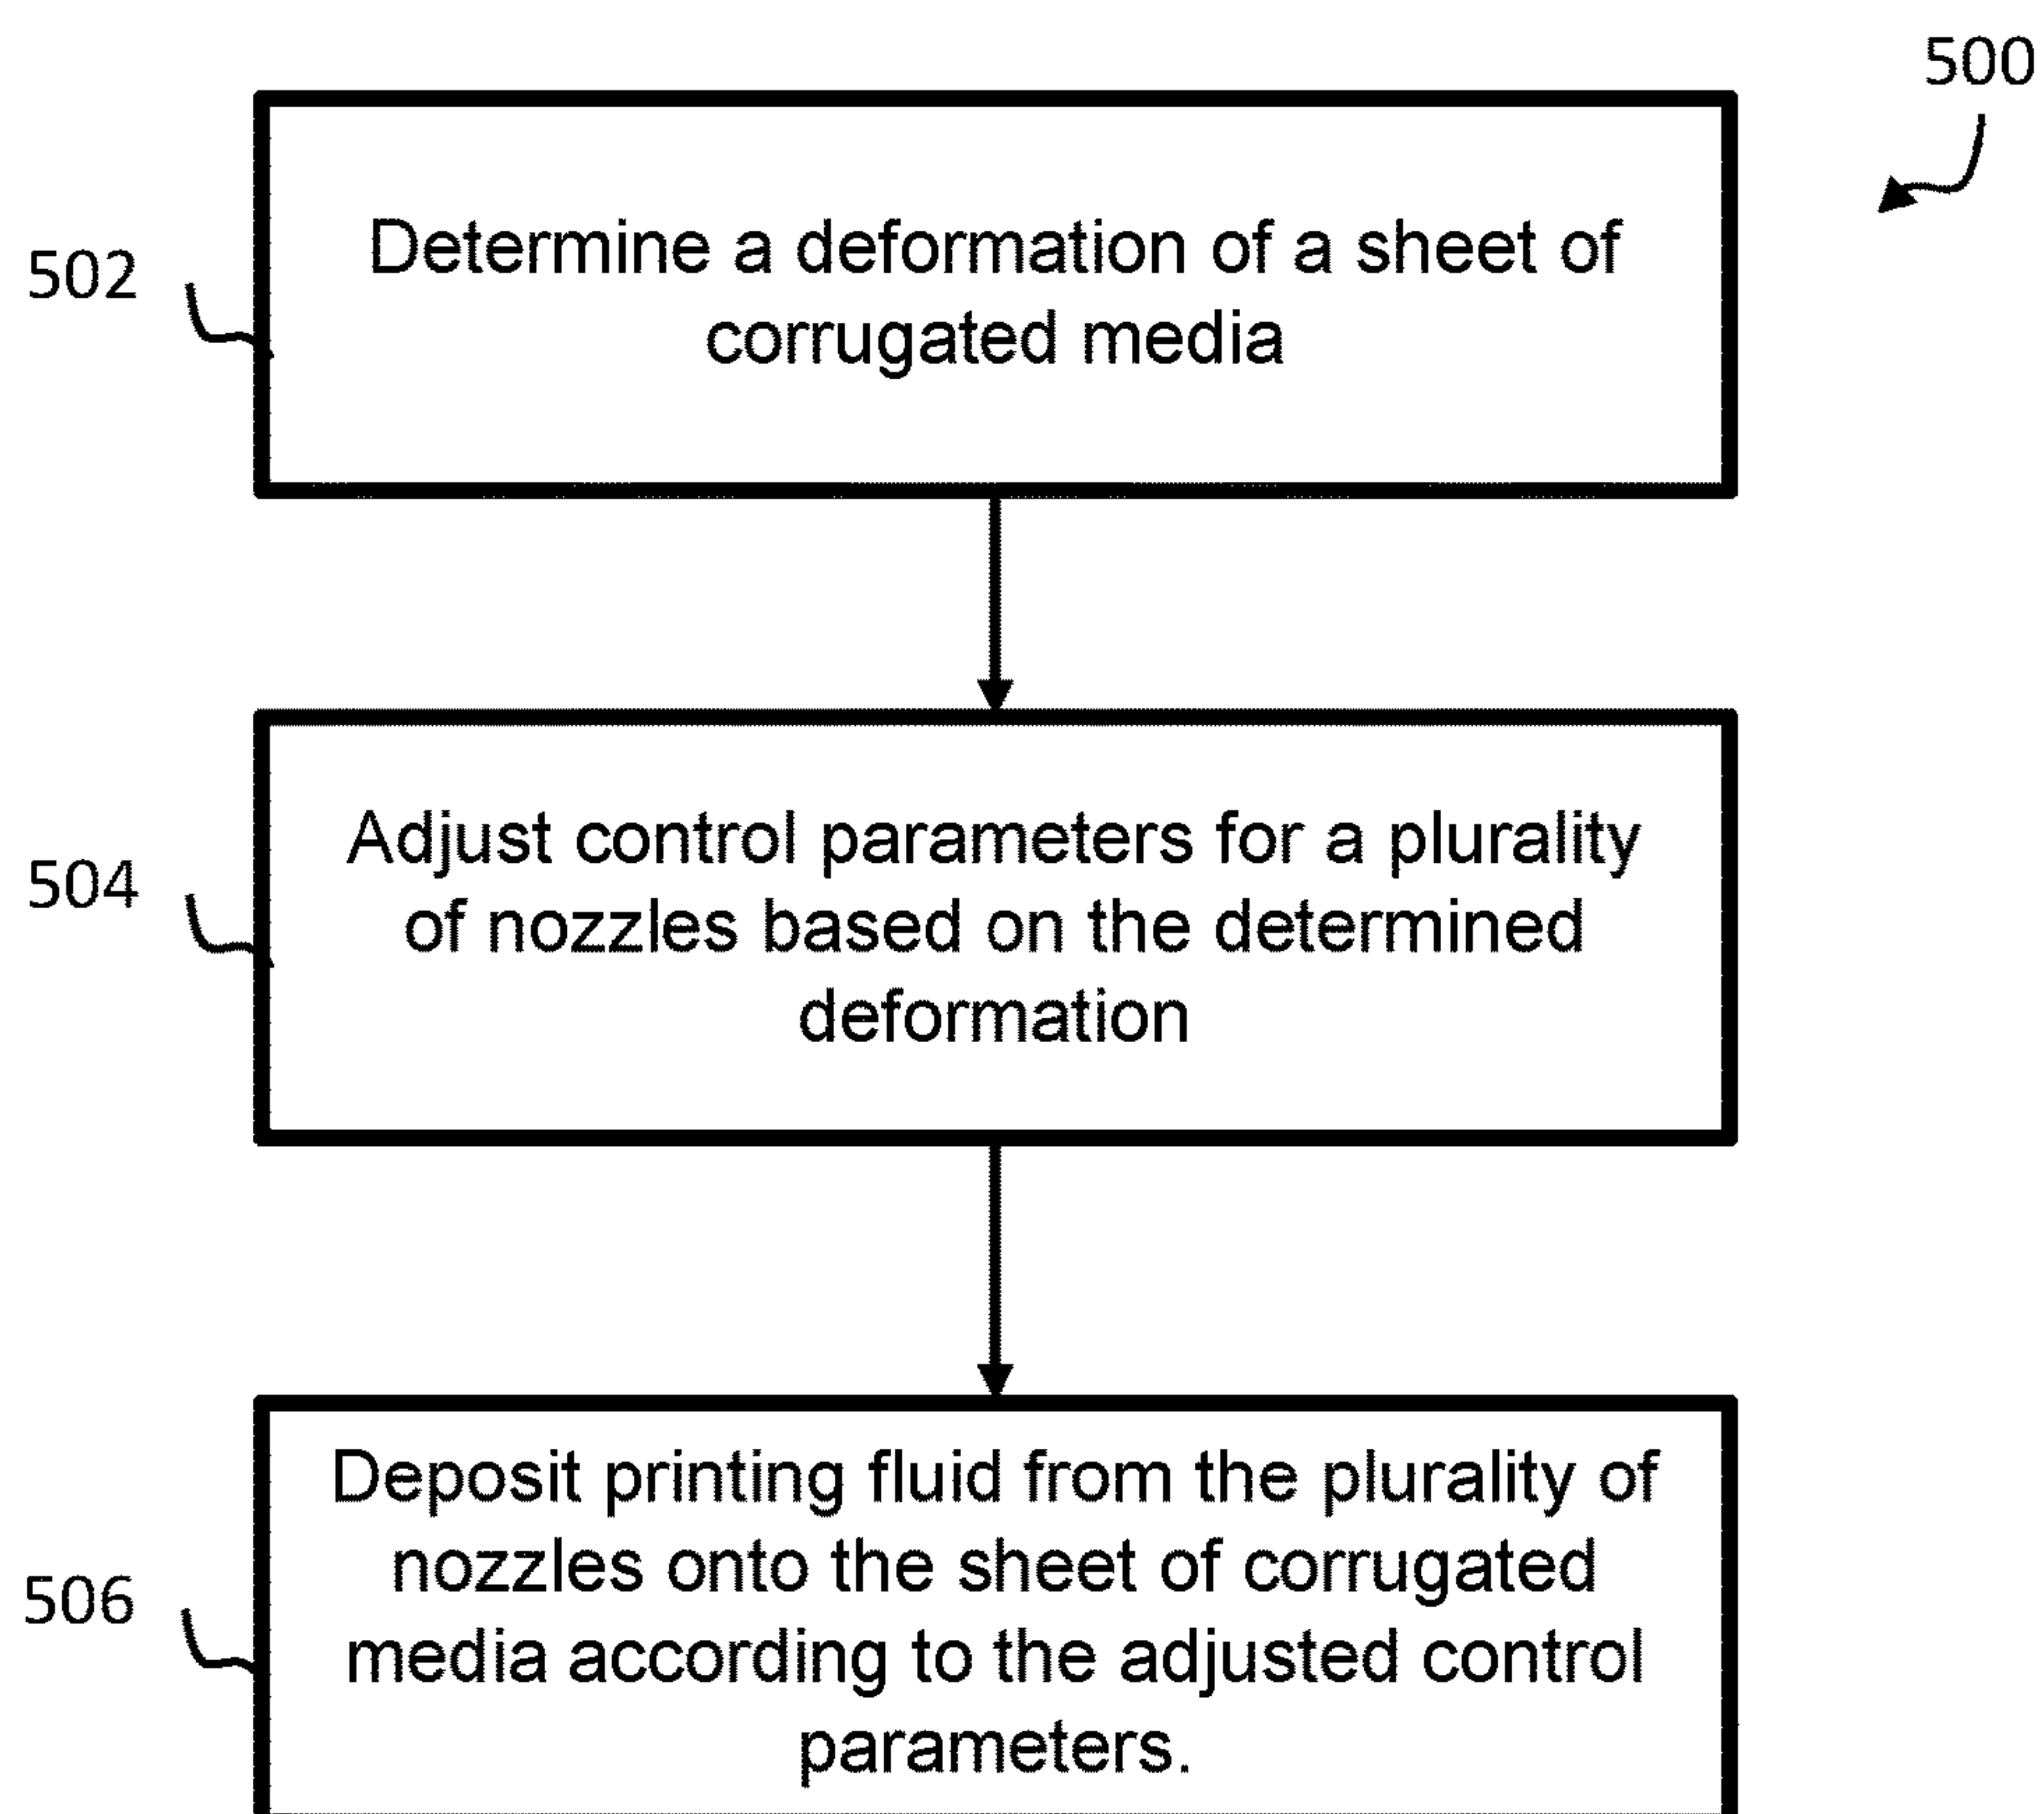 500
502
Determine a deformation of a sheet of
corrugated media
504
Adjust control parameters for a plurality
of nozzles based on the determined
deformation
506
Deposit printing fluid from the plurality of
nozzles onto the sheet of corrugated
media according to the adjusted control
parameters.